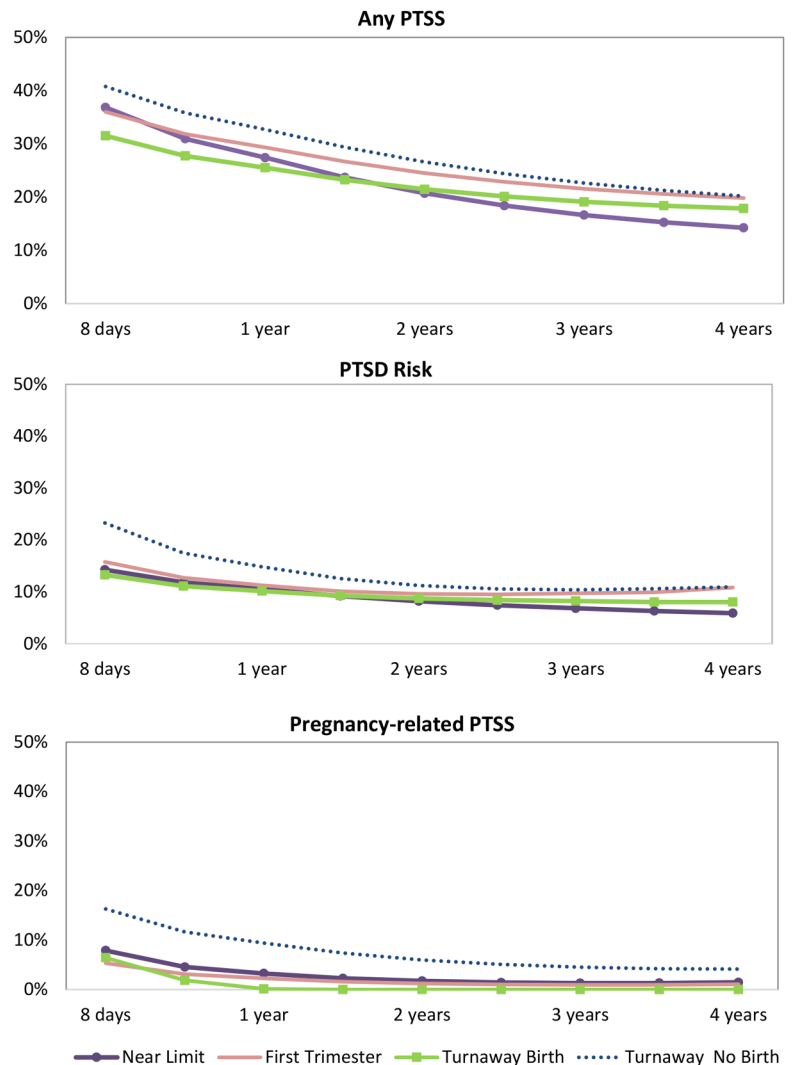 Any PTSS
50%
40%
30%
20%
10%
0%
8 days 1 year 2 years 3 years 4 years
PTSD Risk
50%
40%
30%
20%
10%
0%
8 days 1 year 2 years 3 years 4 years
Pregnancy-related PTSS
50%
40%
30%
20%
10%
0%
8 days 1 year 2 years 3 years 4 years
Near Limit First Trimester Turnaway Birth Turnaway No Birth